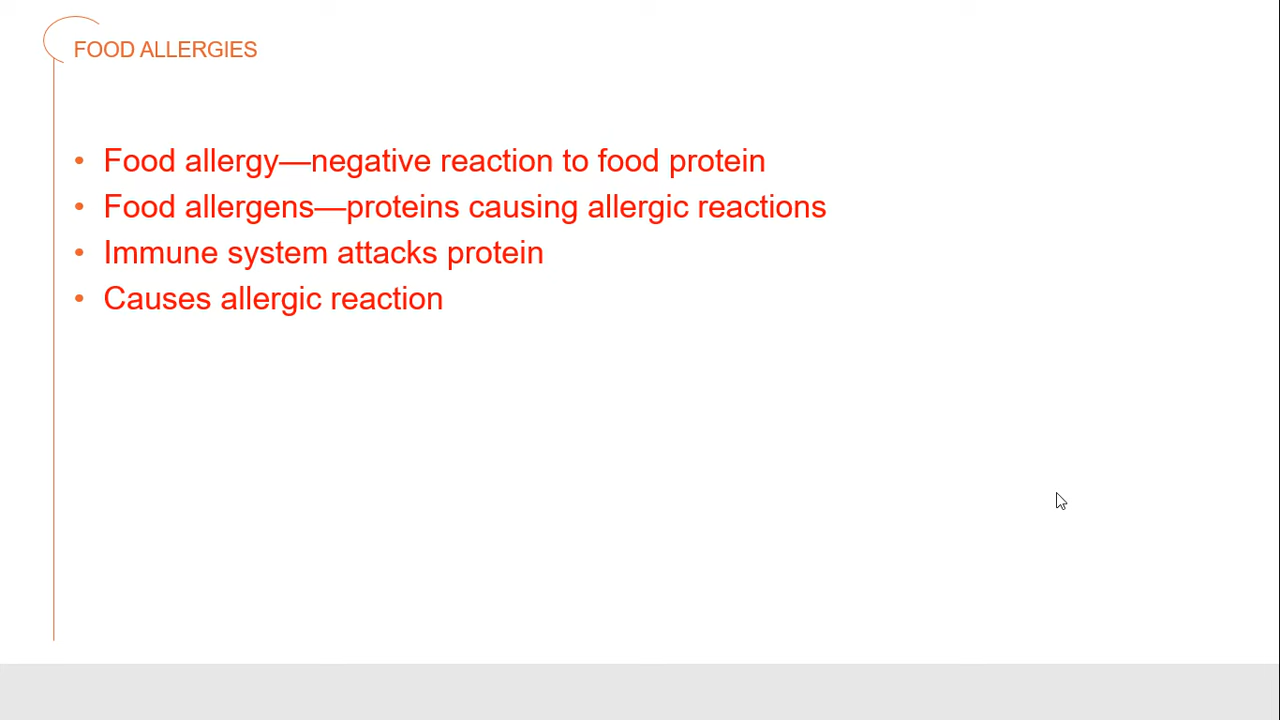 FOOD ALLERGIES
• Food allergy—negative reaction to food protein
• Food allergens—proteins causing allergic reactions
• Immune system attacks protein
• Causes allergic reaction